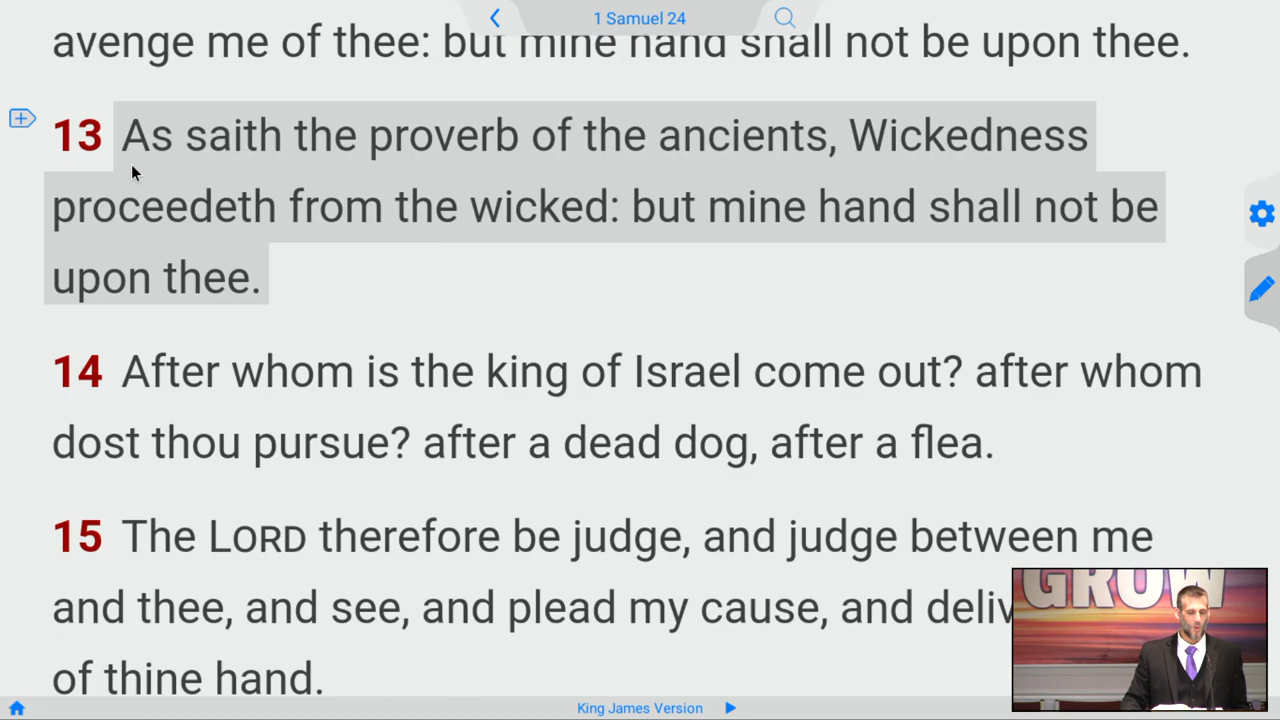 1 Samuel 24
avenge me of thee: but mine hand shall not be upon thee.
13 As saith the proverb of the ancients, Wickedness
proceedeth from the wicked: but mine hand shall not be
upon thee.
14 After whom is the king of Israel come out? after whom
dost thou pursue? after a dead dog, after a flea.
15 The LORD therefore be judge, and judge between me
and thee, and see, and plead my cause, and deliv
of thine hand.
GROW
King James Version